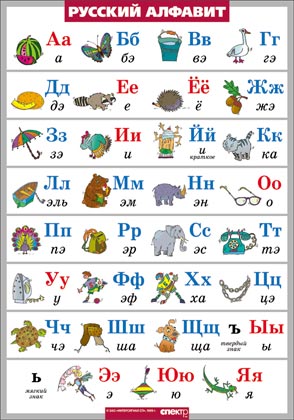 РУССКИЙ АЛФАВИТ
Аа Бб Вв Гг
а бэ вэ гэ
Дд Ее Ёё Жж
дэ е ё жэ
Зз Ии Йй Кк
зэ и и краткое ка
Лл Мм Нн Оо
эль эм эн о
Пп Рр Сс Тт
пэ эр эс тэ
Уу Фф Хх Цц
у эф ха цэ
Чч Шш Щщ ъ Ыы
че ша ща твердый знак ы
ь Ээ Юю Яя
мягкий знак э ю я
спектр